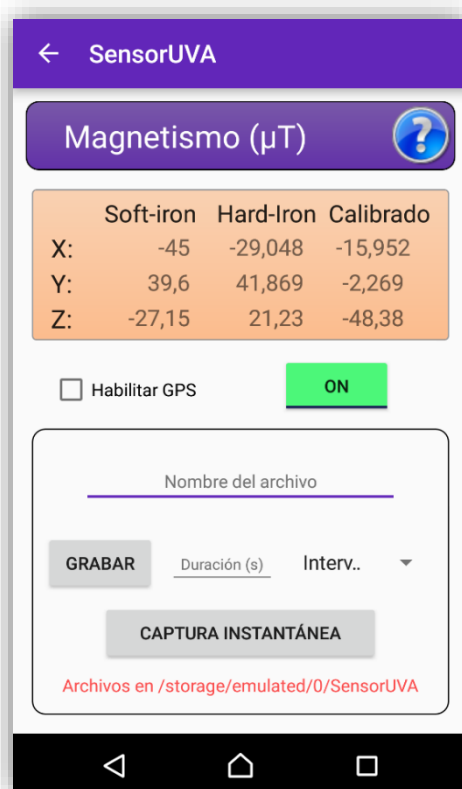 SensorUVA
Magnetismo (µT)
?
Soft-iron Hard-Iron Calibrado
X: -45 -29,048 -15,952
Y: 39,6 41,869 -2,269
Z: -27,15 21,23 -48,38
Habilitar GPS ON
Nombre del archivo
GRABAR Duración (s) Interv..
CAPTURA INSTANTÁNEA
Archivos en /storage/emulated/0/SensorUVA